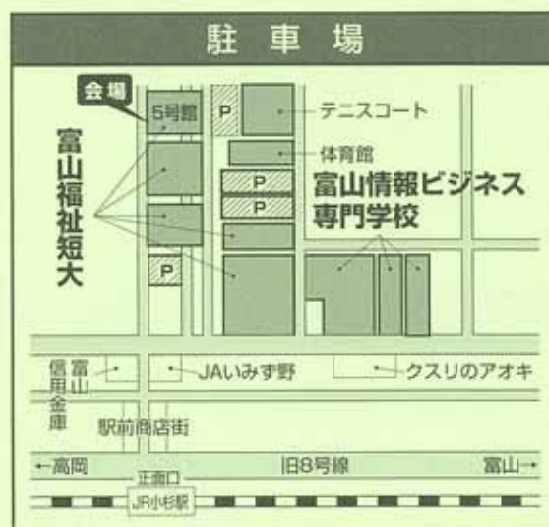 駐車場
会場
5号館
P
テニスコート
体育館
P
P
富山情報ビジネス
専門学校
富山福祉短大
P
富山
信用金庫
JAいみず野
クスリのアオキ
駅前商店街
←高岡
旧8号線
富山→
正面口
JR小杉駅